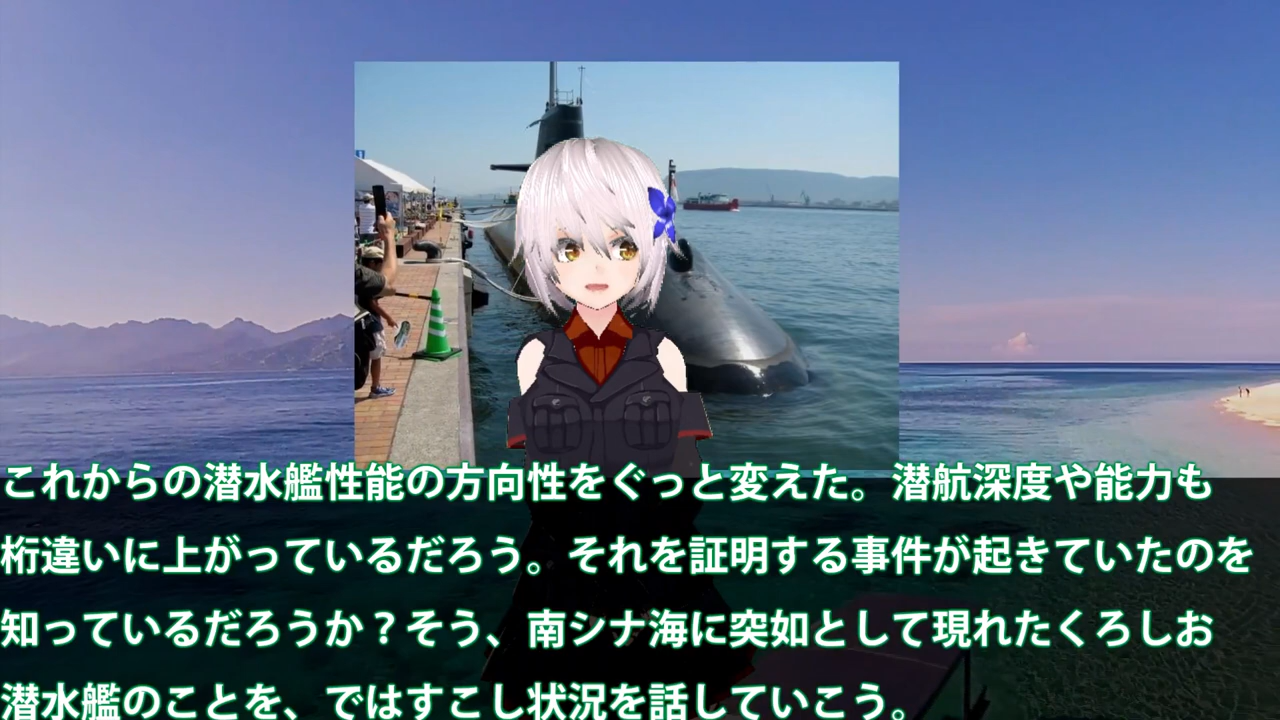 これからの潜水艦性能の方向性をぐっと変えた。潜航深度や能力も
桁違いに上がっているだろう。それを証明する事件が起きていたのを
知っているだろうか？そう、南シナ海に突如として現れたくろしお
潜水艦のことを、ではすこし状況を話していこう。